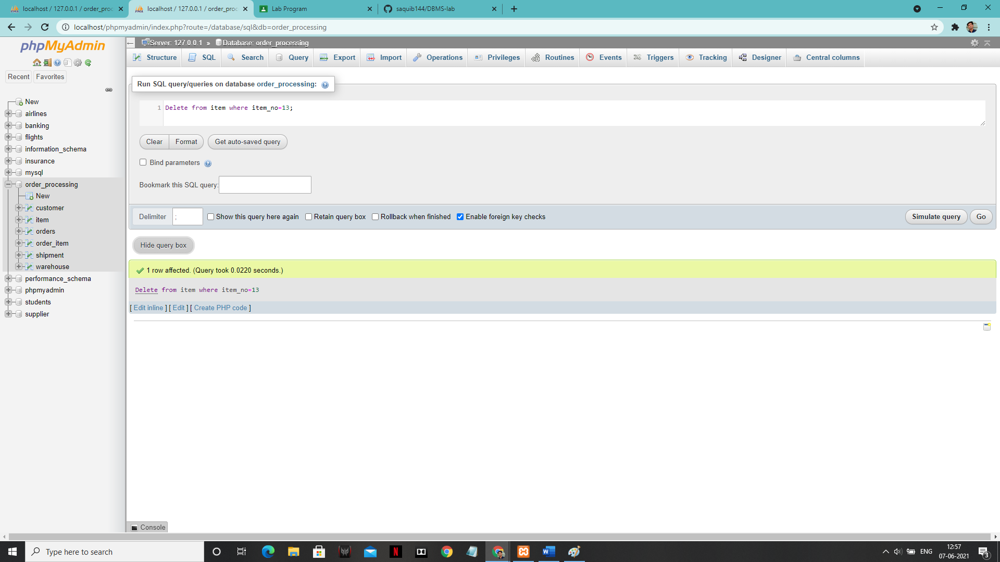 localhost / 127.0.0.1 / order_proc
localhost / 127.0.0.1 / order_proc
Lab Program
saquib144/DBMS-lab
localhost/phpmyadmin/index.php?route=/database/sql&db=order_processing
phpMyAdmin
Recent
Favorites
New
airlines
banking
flights
information_schema
insurance
mysql
order_processing
New
customer
item
orders
order_item
shipment
warehouse
performance_schema
phpmyadmin
students
supplier
Server: 127.0.0.1 » Database: order_processing
Structure
SQL
Search
Query
Export
Import
Operations
Privileges
Routines
Events
Triggers
Tracking
Designer
Central columns
Run SQL query/queries on database order_processing:
1 Delete from item where item_no=13;
Clear
Format
Get auto-saved query
Bind parameters
Bookmark this SQL query:
Delimiter ;
Show this query here again
Retain query box
Rollback when finished
Enable foreign key checks
Simulate query
Go
Hide query box
1 row affected. (Query took 0.0220 seconds.)
Delete from item where item_no=13
[ Edit inline ] [ Edit ] [ Create PHP code ]
Console
Type here to search
ENG
12:57
07-06-2021
3